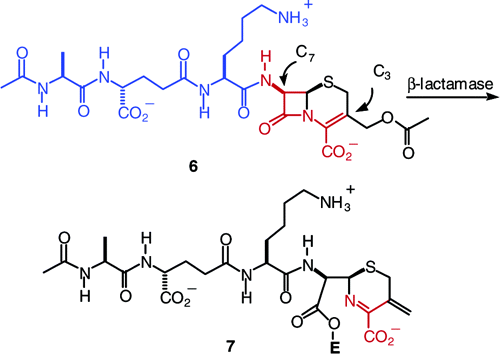 NH₃⁺
O H O H C₇
N N S C₃
N O N O N O β-lactamase
H CO₂⁻ H O CO₂⁻ O
6
NH₃⁺
O H O H S
N N
N O N O N
H CO₂⁻ H O O CO₂⁻
E
7